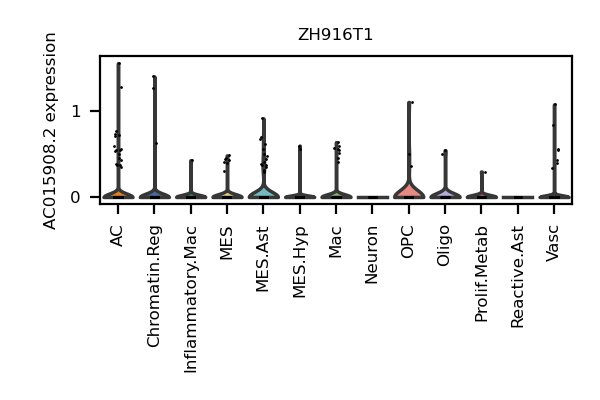 ZH916T1
AC015908.2 expression
1
0
AC
Chromatin.Reg
Inflammatory.Mac
MES
MES.Ast
MES.Hyp
Mac
Neuron
OPC
Oligo
Prolif.Metab
Reactive.Ast
Vasc